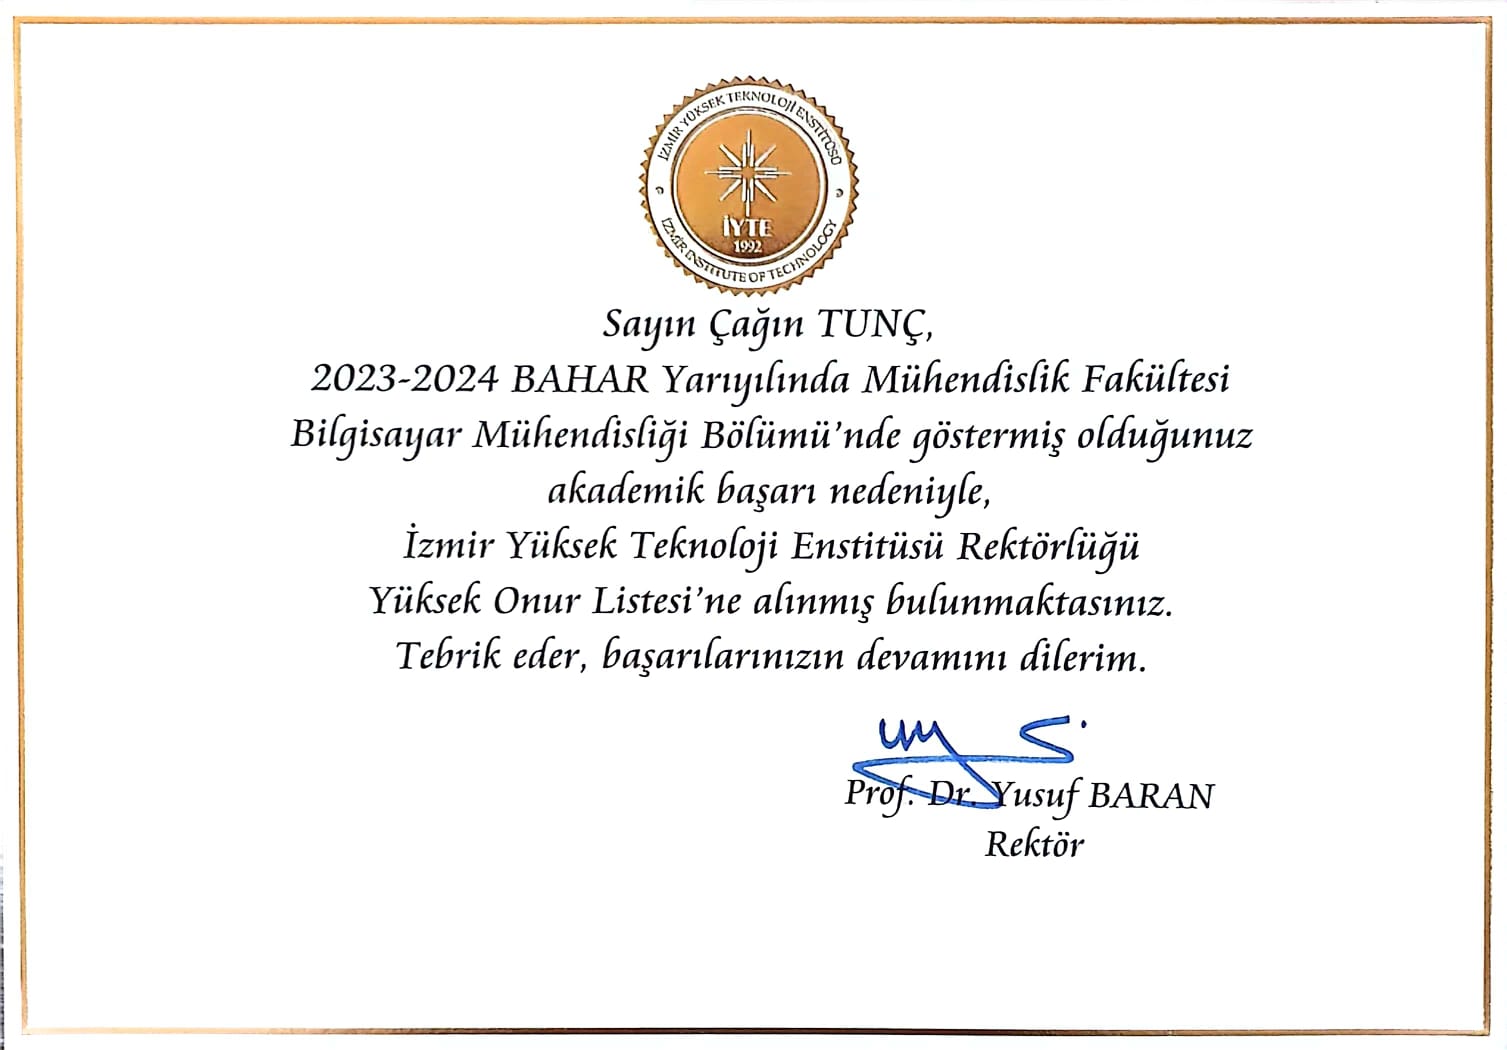 İZMİR YÜKSEK TEKNOLOJİ ENSTİTÜSÜ
İYTE
1992
İZMİR INSTITUTE OF TECHNOLOGY
Sayın Çağın TUNÇ,
2023-2024 BAHAR Yarıyılında Mühendislik Fakültesi
Bilgisayar Mühendisliği Bölümü'nde göstermiş olduğunuz
akademik başarı nedeniyle,
İzmir Yüksek Teknoloji Enstitüsü Rektörlüğü
Yüksek Onur Listesi'ne alınmış bulunmaktasınız.
Tebrik eder, başarılarınızın devamını dilerim.
Prof. Dr. Yusuf BARAN
Rektör